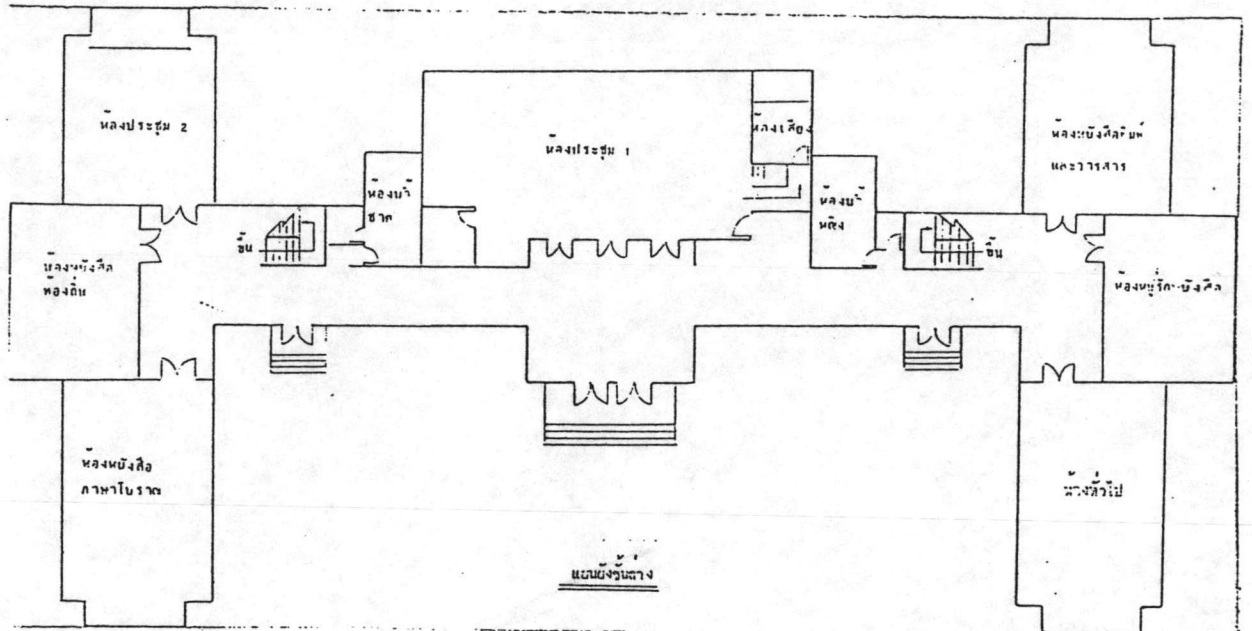 ห้องประชุม 2
ห้องประชุม 1
ห้องเสียง
ห้องหนังสือพิมพ์
และวารสาร
ห้องน้ำ
ชาย
ห้องน้ำ
หญิง
ขึ้น
ขึ้น
ห้องหนังสือ
ท้องถิ่น
ห้องหนูรักหนังสือ
ห้องหนังสือ
ภาษาโบราณ
ห้องทั่วไป
แผนผังชั้นล่าง